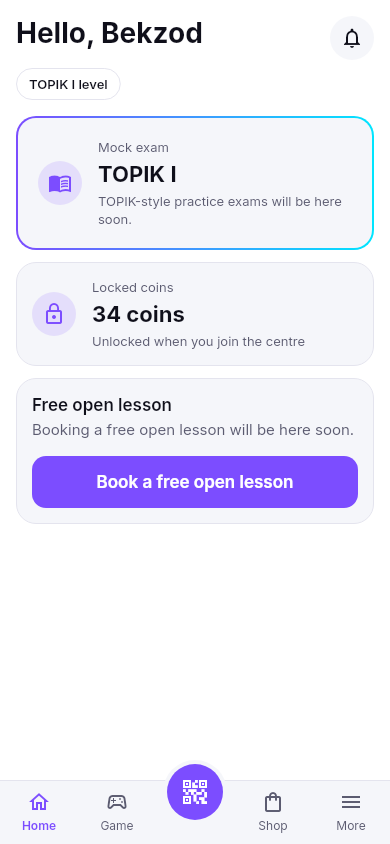 Hello, Bekzod
TOPIK I level
Mock exam
TOPIK I
TOPIK-style practice exams will be here
soon.
Locked coins
34 coins
Unlocked when you join the centre
Free open lesson
Booking a free open lesson will be here soon.
Book a free open lesson
Home
Game
Shop
More